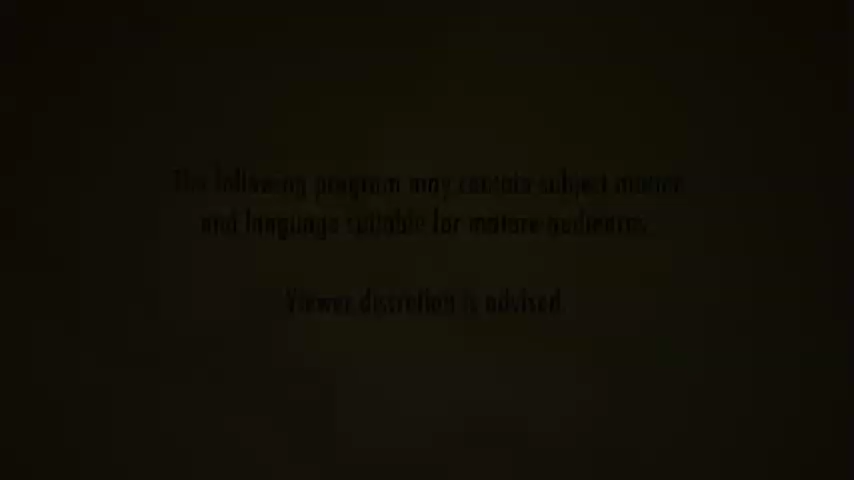 The following program may contain subject matter
and language suitable for mature audiences.
Viewer discretion is advised.